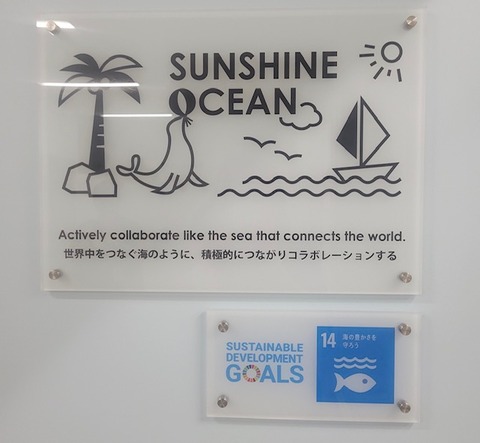 SUNSHINE
OCEAN
Actively collaborate like the sea that connects the world.
世界中をつなぐ海のように、積極的につながりコラボレーションする
SUSTAINABLE
DEVELOPMENT
GOALS
14 海の豊かさを
守ろう